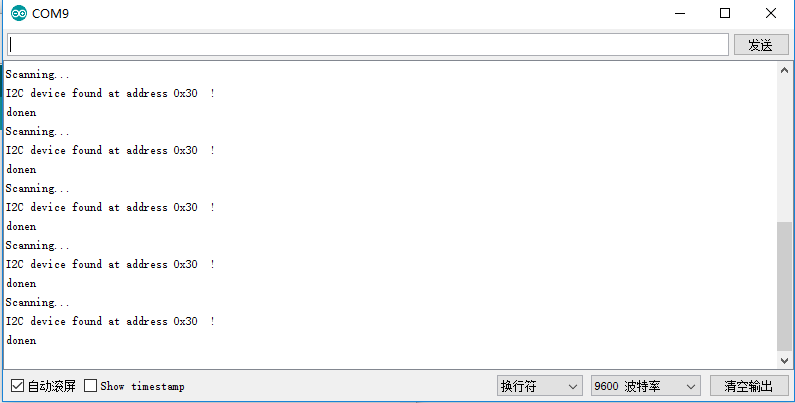 COM9
发送
Scanning...
I2C device found at address 0x30  !
donen
Scanning...
I2C device found at address 0x30  !
donen
Scanning...
I2C device found at address 0x30  !
donen
Scanning...
I2C device found at address 0x30  !
donen
Scanning...
I2C device found at address 0x30  !
donen
自动滚屏 Show timestamp 换行符 9600 波特率 清空输出